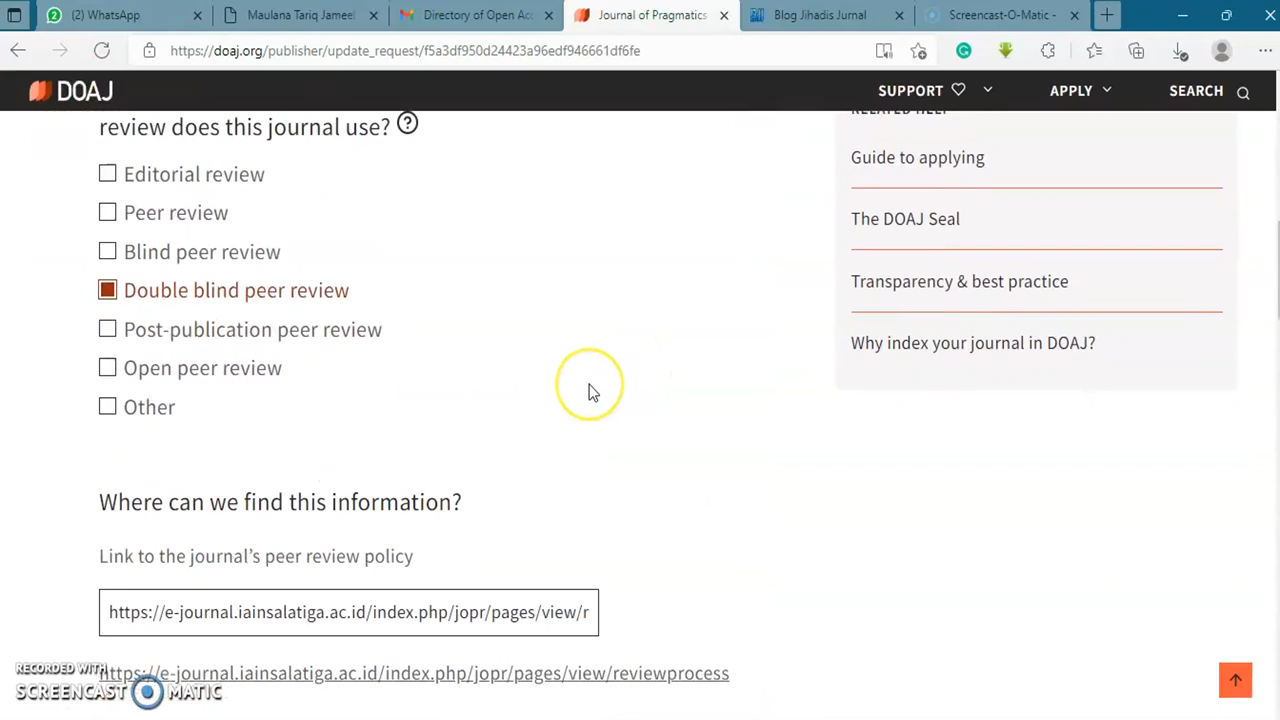 (2) WhatsApp
Maulana Tariq Jameel
Directory of Open Acc
Journal of Pragmatics
Blog Jihadis Jurnal
Screencast-O-Matic -
https://doaj.org/publisher/update_request/f5a3df950d24423a96edf946661df6fe
DOAJ
SUPPORT
APPLY
SEARCH
review does this journal use? ?
RELATED HELP
Editorial review
Guide to applying
Peer review
The DOAJ Seal
Blind peer review
Double blind peer review
Transparency & best practice
Post-publication peer review
Why index your journal in DOAJ?
Open peer review
Other
Where can we find this information?
Link to the journal’s peer review policy
https://e-journal.iainsalatiga.ac.id/index.php/jopr/pages/view/r
https://e-journal.iainsalatiga.ac.id/index.php/jopr/pages/view/reviewprocess
RECORDED WITH
SCREENCAST MATIC